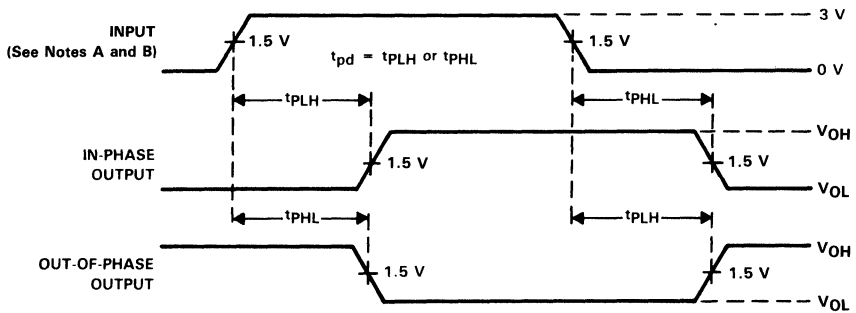 INPUT
(See Notes A and B)
1.5 V
tpd = tPLH or tPHL
1.5 V
3 V
0 V
tPLH
tPHL
IN-PHASE
OUTPUT
1.5 V
1.5 V
VOH
VOL
tPHL
tPLH
OUT-OF-PHASE
OUTPUT
1.5 V
1.5 V
VOH
VOL